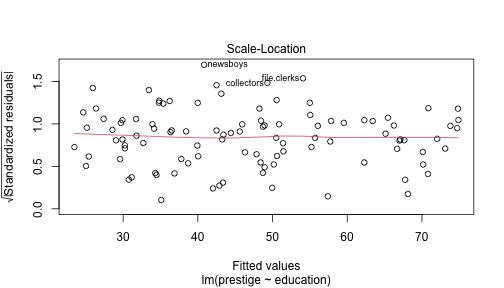 Scale-Location
newsboys
file.clerks
collectors
√|Standardized residuals|
0.0 0.5 1.0 1.5
30 40 50 60 70
Fitted values
lm(prestige ~ education)